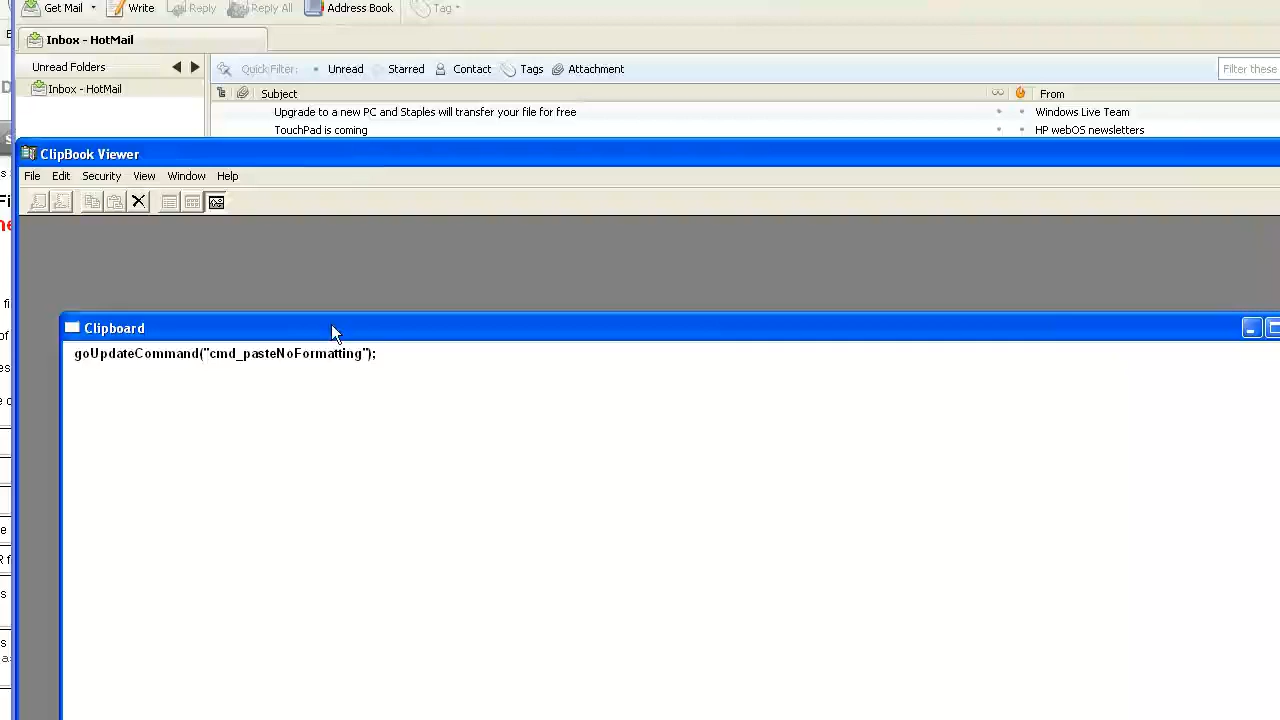 Get Mail
Write
Reply
Reply All
Address Book
Tag
Inbox - HotMail
Unread Folders
Quick Filter:
Unread
Starred
Contact
Tags
Attachment
Filter these
Inbox - HotMail
Subject
From
Upgrade to a new PC and Staples will transfer your file for free
Windows Live Team
TouchPad is coming
HP webOS newsletters
ClipBook Viewer
File Edit Security View Window Help
Clipboard
goUpdateCommand("cmd_pasteNoFormatting");